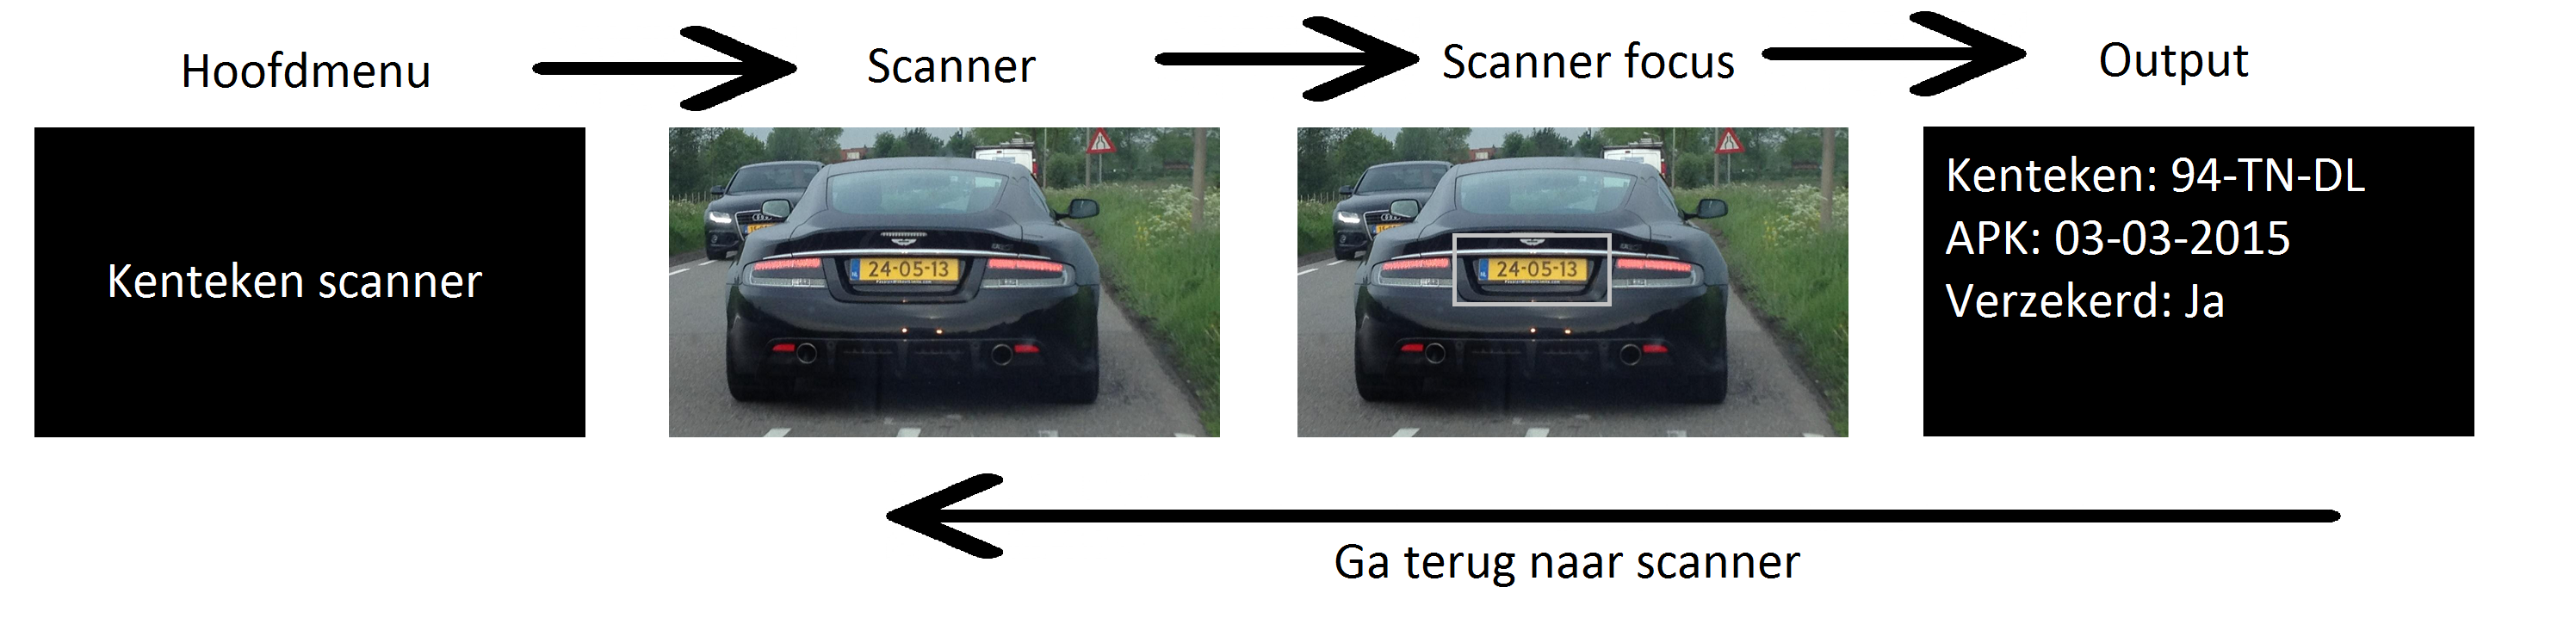 Hoofdmenu
Scanner
Scanner focus
Output
Kenteken scanner
24-05-13
24-05-13
Kenteken: 94-TN-DL
APK: 03-03-2015
Verzekerd: Ja
Ga terug naar scanner